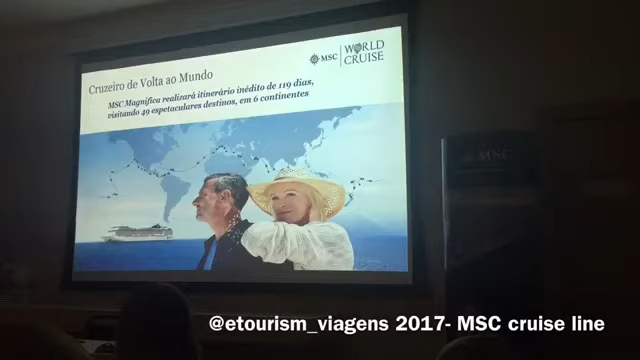 MSC
WORLD
CRUISE
Cruzeiro de Volta ao Mundo
MSC Magnifica realizará itinerário inédito de 119 dias,
visitando 49 espetaculares destinos, em 6 continentes
MSC
@etourism_viagens 2017- MSC cruise line